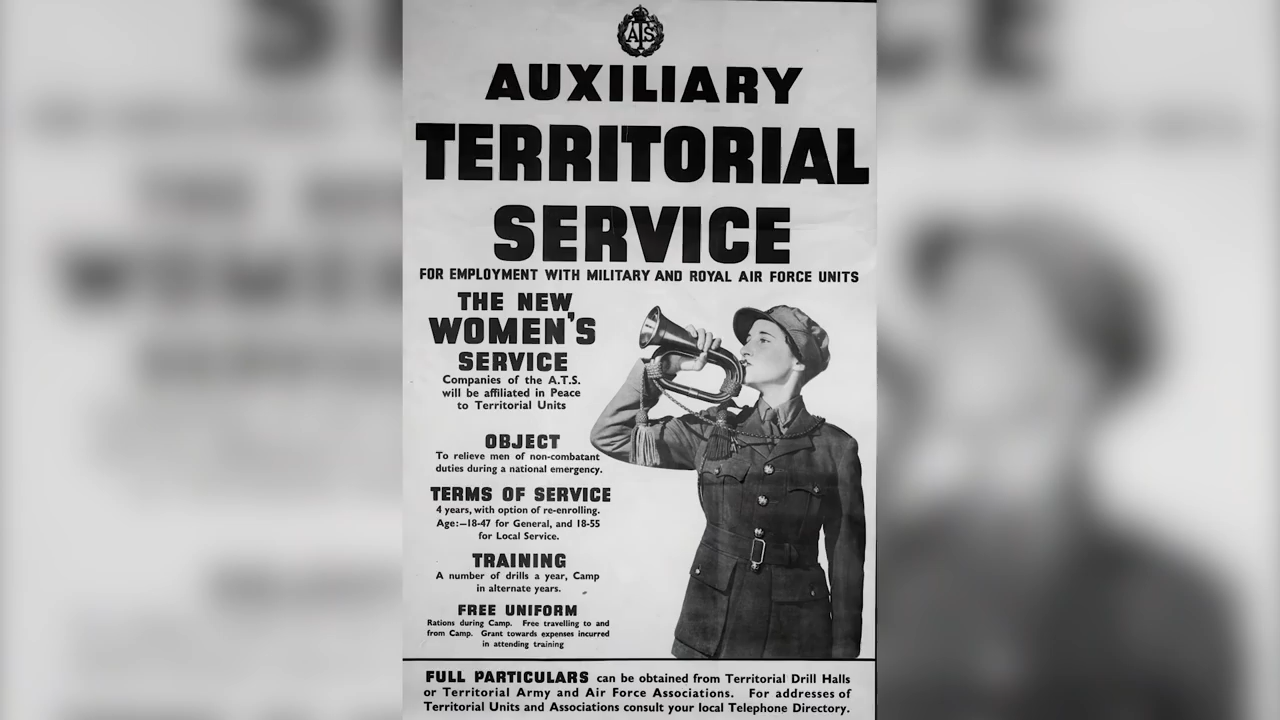 ATS
AUXILIARY
TERRITORIAL
SERVICE
FOR EMPLOYMENT WITH MILITARY AND ROYAL AIR FORCE UNITS
THE NEW
WOMEN'S
SERVICE
Companies of the A.T.S.
will be affiliated in Peace
to Territorial Units
OBJECT
To relieve men of non-combatant
duties during a national emergency.
TERMS OF SERVICE
4 years, with option of re-enrolling.
Age:—18-47 for General, and 18-55
for Local Service.
TRAINING
A number of drills a year, Camp
in alternate years.
FREE UNIFORM
Rations during Camp. Free travelling to and
from Camp. Grant towards expenses incurred
in attending training
FULL PARTICULARS can be obtained from Territorial Drill Halls
or Territorial Army and Air Force Associations. For addresses of
Territorial Units and Associations consult your local Telephone Directory.